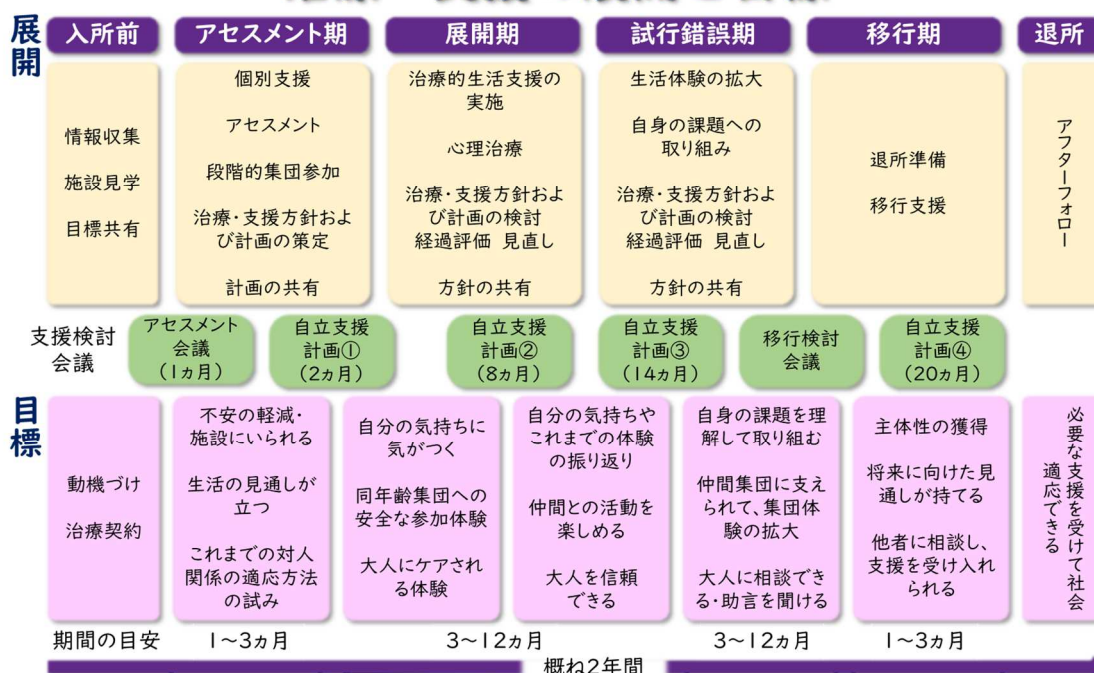 展開
入所前
アセスメント期
展開期
試行錯誤期
移行期
退所
情報収集
施設見学
目標共有
個別支援
アセスメント
段階的集団参加
治療・支援方針およ
び計画の策定
計画の共有
治療的生活支援の
実施
心理治療
治療・支援方針およ
び計画の検討
経過評価 見直し
方針の共有
生活体験の拡大
自身の課題への
取り組み
治療・支援方針およ
び計画の検討
経過評価 見直し
方針の共有
退所準備
移行支援
アフターフォロー
支援検討
会議
アセスメント
会議
(1ヵ月)
自立支援
計画①
(2ヵ月)
自立支援
計画②
(8ヵ月)
自立支援
計画③
(14ヵ月)
移行検討
会議
自立支援
計画④
(20ヵ月)
目標
動機づけ
治療契約
不安の軽減・
施設にいられる
生活の見通しが
立つ
これまでの対人
関係の適応方法
の試み
自分の気持ちに
気がつく
同年齢集団への
安全な参加体験
大人にケアされ
る体験
自分の気持ちや
これまでの体験
の振り返り
仲間との活動を
楽しめる
大人を信頼
できる
自身の課題を理
解して取り組む
仲間集団に支え
られて、集団体
験の拡大
大人に相談でき
る・助言を聞ける
主体性の獲得
将来に向けた見
通しが持てる
他者に相談し、
支援を受け入れ
られる
必要な支援を受けて社会
適応できる
期間の目安
1~3ヵ月
3~12ヵ月
3~12ヵ月
1~3ヵ月
概ね2年間